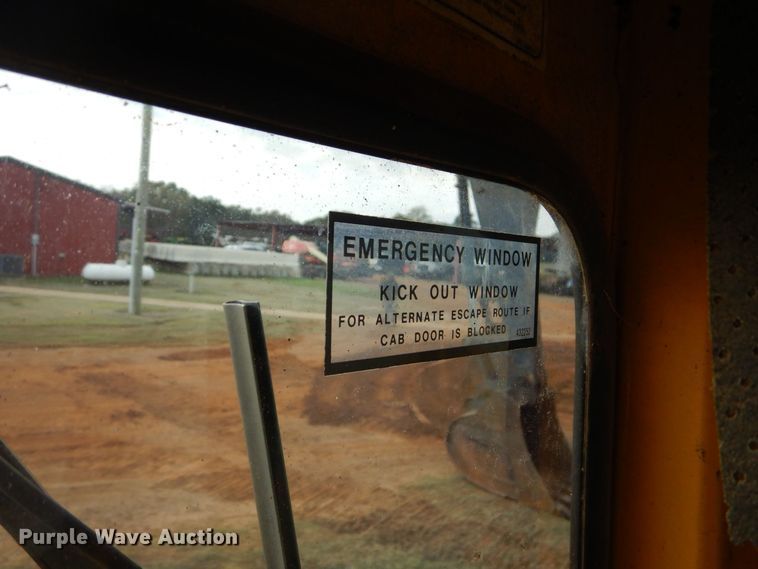 EMERGENCY WINDOW
KICK OUT WINDOW
FOR ALTERNATE ESCAPE ROUTE IF
CAB DOOR IS BLOCKED
Purple Wave Auction